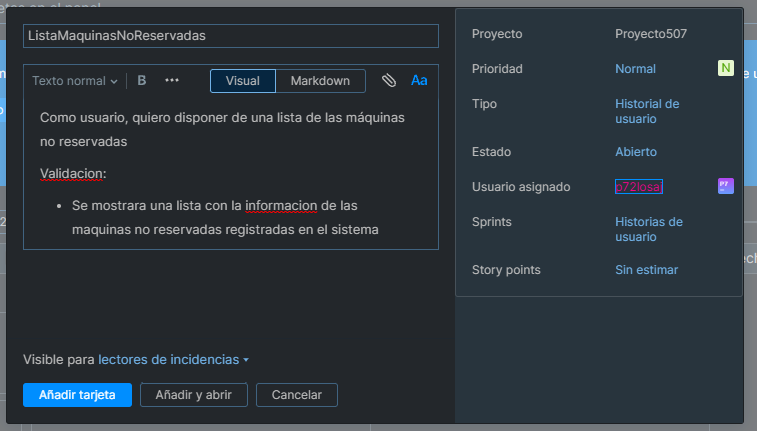 ListaMaquinasNoReservadas
Texto normal
B
Visual
Markdown
Aa
Como usuario, quiero disponer de una lista de las máquinas
no reservadas
Validacion:
Se mostrara una lista con la informacion de las
maquinas no reservadas registradas en el sistema
Visible para lectores de incidencias
Añadir tarjeta
Añadir y abrir
Cancelar
Proyecto Proyecto507
Prioridad Normal N
Tipo Historial de
usuario
Estado Abierto
Usuario asignado p72losaj P7
Sprints Historias de
usuario
Story points Sin estimar